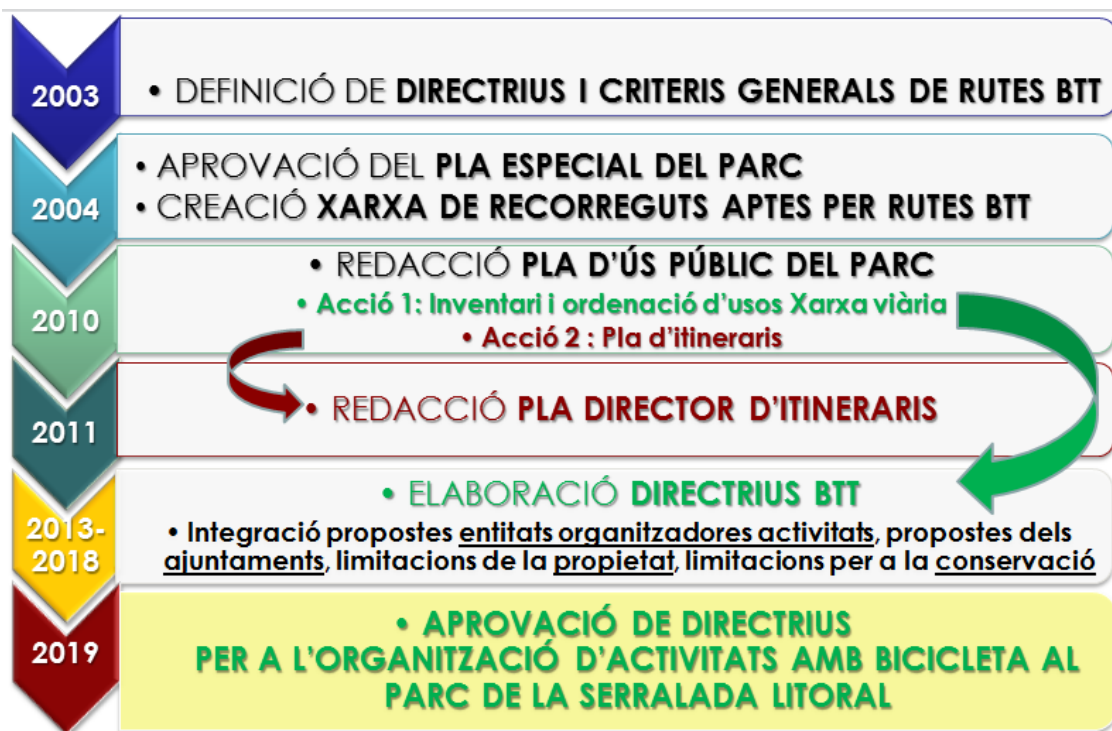 2003
• DEFINICIÓ DE DIRECTRIUS I CRITERIS GENERALS DE RUTES BTT
2004
• APROVACIÓ DEL PLA ESPECIAL DEL PARC
• CREACIÓ XARXA DE RECORREGUTS APTES PER RUTES BTT
2010
• REDACCIÓ PLA D'ÚS PÚBLIC DEL PARC
• Acció 1: Inventari i ordenació d'usos Xarxa viària
• Acció 2 : Pla d'itineraris
2011
• REDACCIÓ PLA DIRECTOR D'ITINERARIS
2013-
2018
• ELABORACIÓ DIRECTRIUS BTT
• Integració propostes entitats organitzadores activitats, propostes dels
ajuntaments, limitacions de la propietat, limitacions per a la conservació
2019
• APROVACIÓ DE DIRECTRIUS
PER A L'ORGANITZACIÓ D'ACTIVITATS AMB BICICLETA AL
PARC DE LA SERRALADA LITORAL